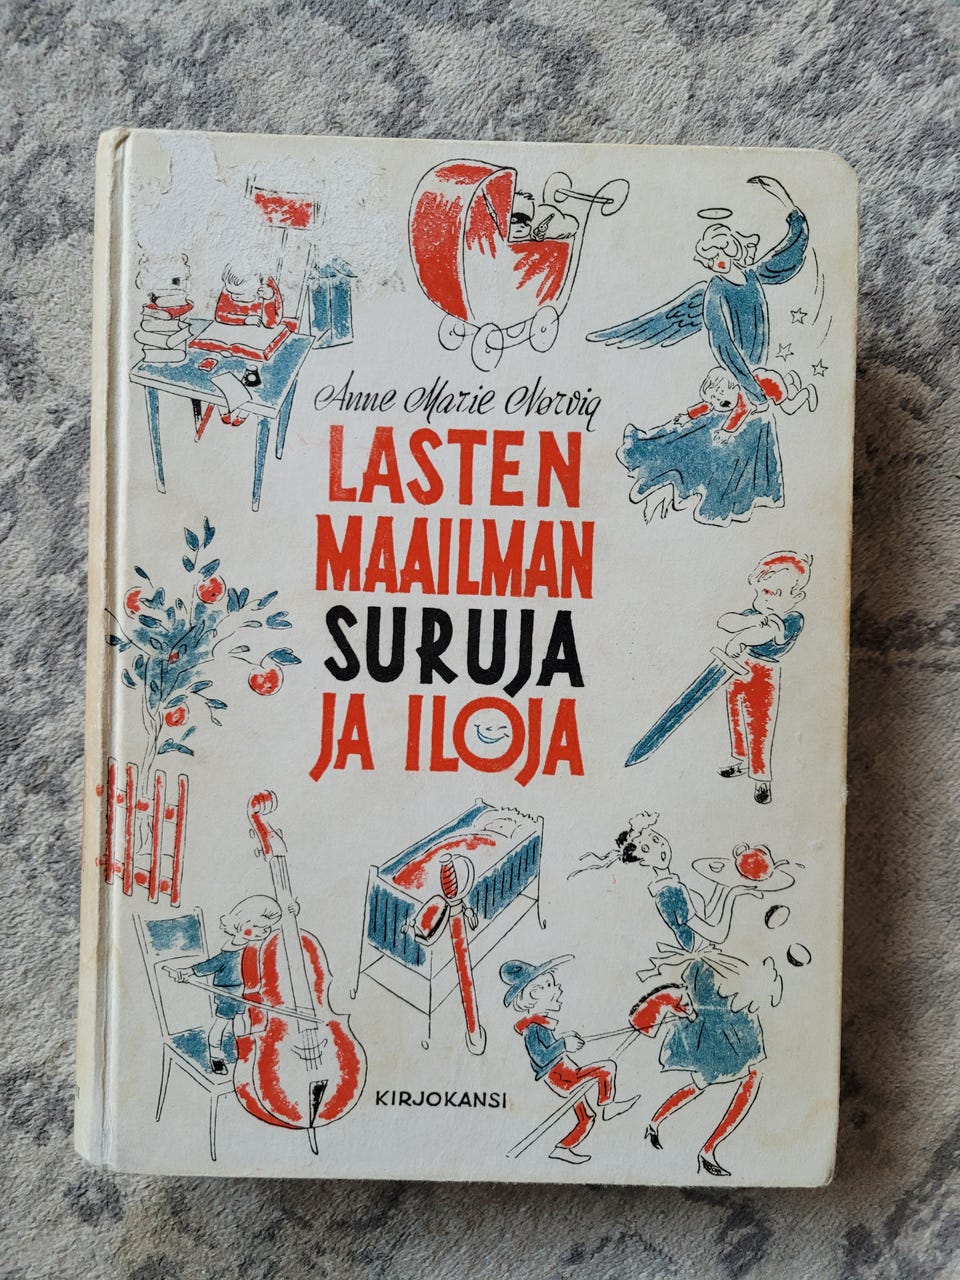 Anne Marie Nørvig
LASTEN
MAAILMAN
SURUJA
JA ILOJA
KIRJOKANSI